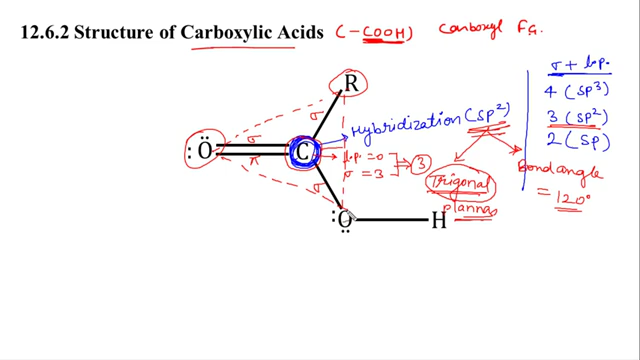 12.6.2 Structure of Carboxylic Acids (-COOH) Carboxyl FG.
σ + l.p.
4 (sp³)
3 (sp²)
2 (sp)
R
σ
Hybridization (sp²)
:Ö σ π C
l.p. = 0
σ = 3
3
σ
Trigonal
plannar
Bond angle
= 120°
:O H